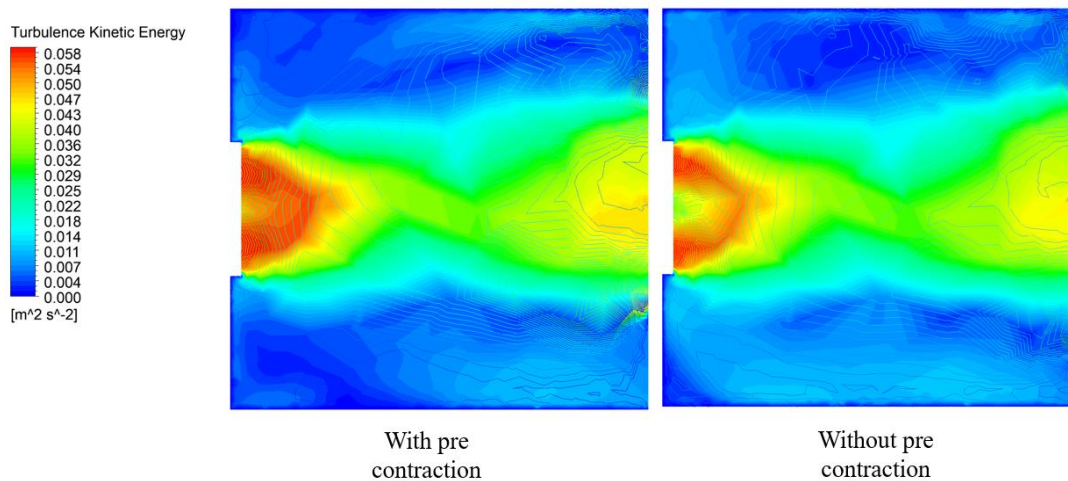 Turbulence Kinetic Energy
0.058
0.054
0.050
0.047
0.043
0.040
0.036
0.032
0.029
0.025
0.022
0.018
0.014
0.011
0.007
0.004
0.000
[m^2 s^-2]
With pre
contraction
Without pre
contraction